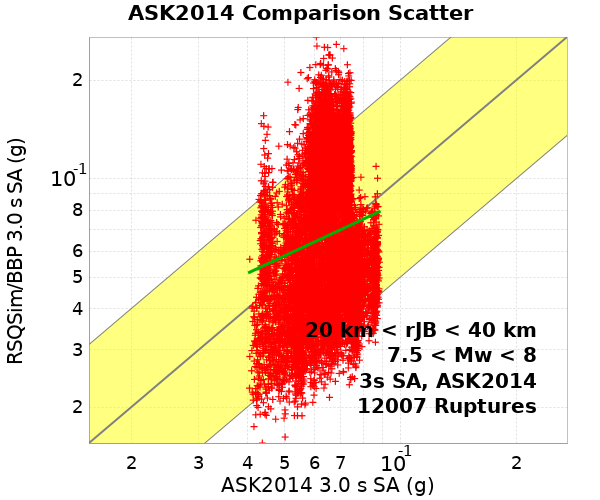 ASK2014 Comparison Scatter
RSQSim/BBP 3.0 s SA (g)
2
10-1
8
6
5
4
3
2
20 km < rJB < 40 km
7.5 < Mw < 8
3s SA, ASK2014
12007 Ruptures
2 3 4 5 6 7 10-1 2
ASK2014 3.0 s SA (g)